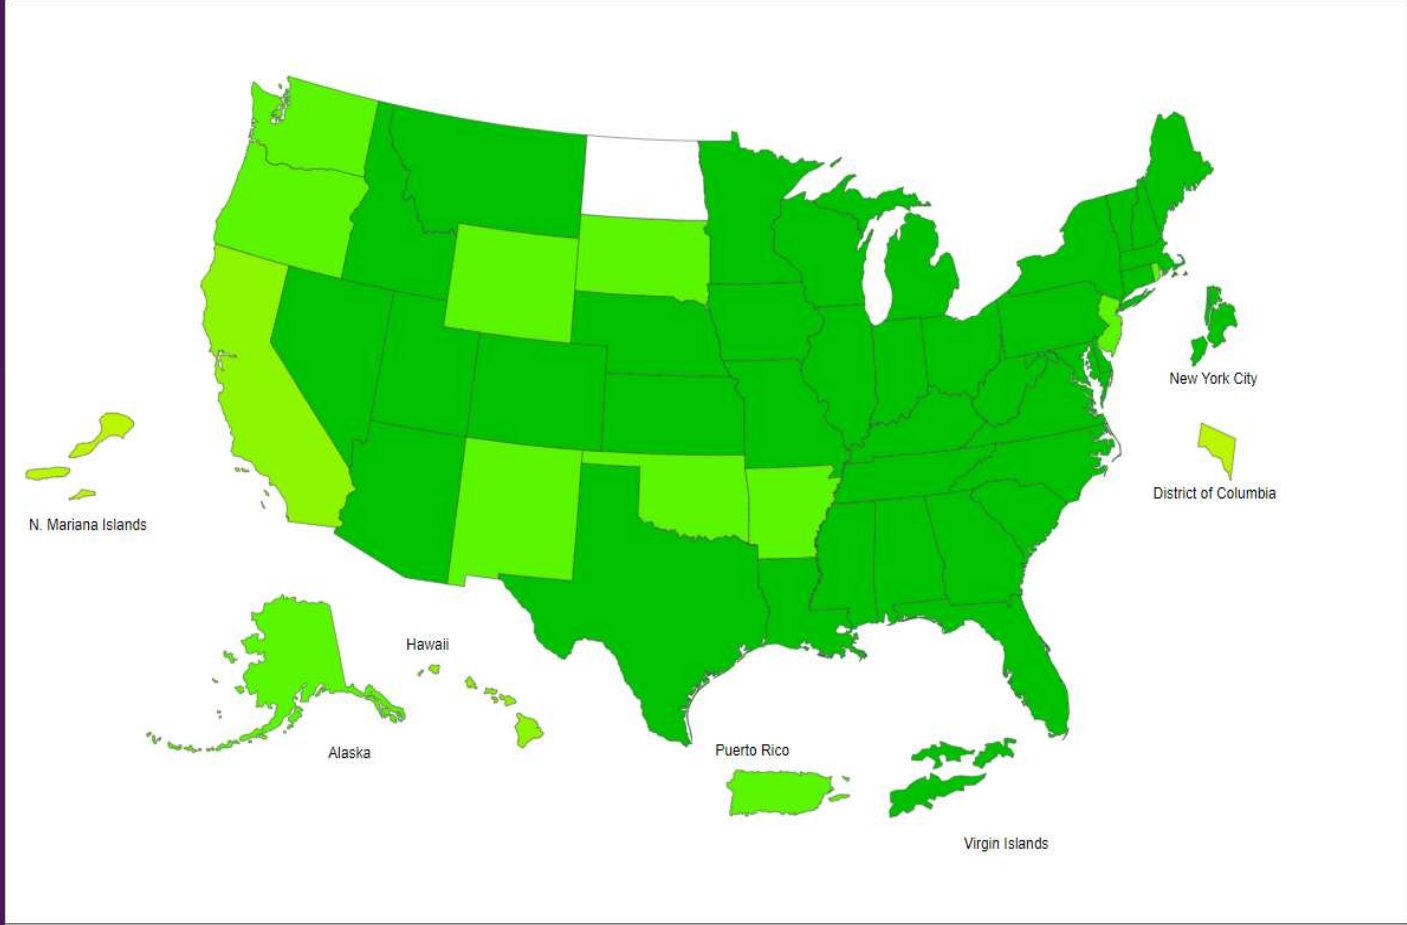 New York City
District of Columbia
N. Mariana Islands
Hawaii
Alaska
Puerto Rico
Virgin Islands